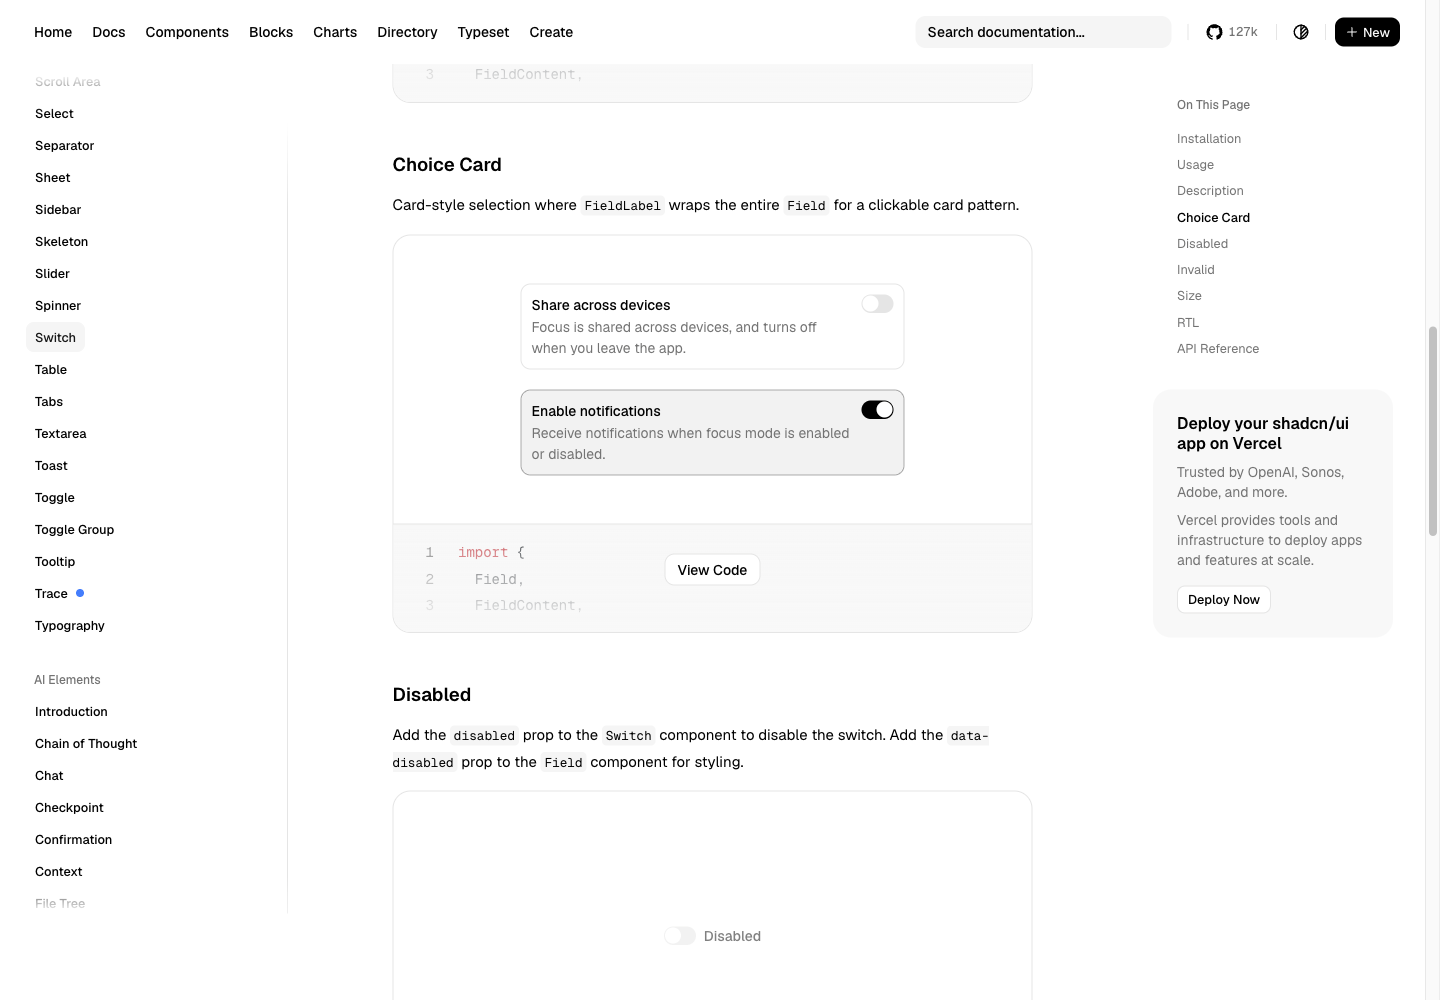 Home Docs Components Blocks Charts Directory Typeset Create
Search documentation...
127k
New
Scroll Area
Select
Separator
Sheet
Sidebar
Skeleton
Slider
Spinner
Switch
Table
Tabs
Textarea
Toast
Toggle
Toggle Group
Tooltip
Trace
Typography
AI Elements
Introduction
Chain of Thought
Chat
Checkpoint
Confirmation
Context
File Tree
3 FieldContent,
Choice Card
Card-style selection where FieldLabel wraps the entire Field for a clickable card pattern.
Share across devices
Focus is shared across devices, and turns off
when you leave the app.
Enable notifications
Receive notifications when focus mode is enabled
or disabled.
1 import {
2 Field,
3 FieldContent,
View Code
Disabled
Add the disabled prop to the Switch component to disable the switch. Add the data-
disabled prop to the Field component for styling.
Disabled
On This Page
Installation
Usage
Description
Choice Card
Disabled
Invalid
Size
RTL
API Reference
Deploy your shadcn/ui
app on Vercel
Trusted by OpenAI, Sonos,
Adobe, and more.
Vercel provides tools and
infrastructure to deploy apps
and features at scale.
Deploy Now